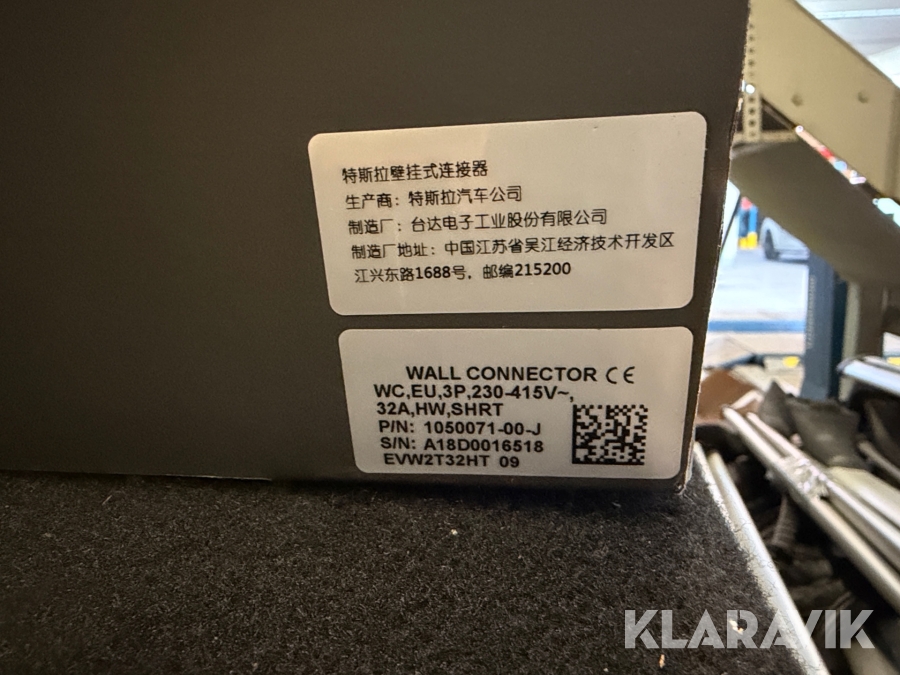 特斯拉壁挂式连接器
生产商：特斯拉汽车公司
制造厂：台达电子工业股份有限公司
制造厂地址：中国江苏省吴江经济技术开发区
江兴东路1688号，邮编215200
WALL CONNECTOR CE
WC,EU,3P,230-415V~,
32A,HW,SHRT
P/N: 1050071-00-J
S/N: A18D0016518
EVW2T32HT 09
KLARAVIK